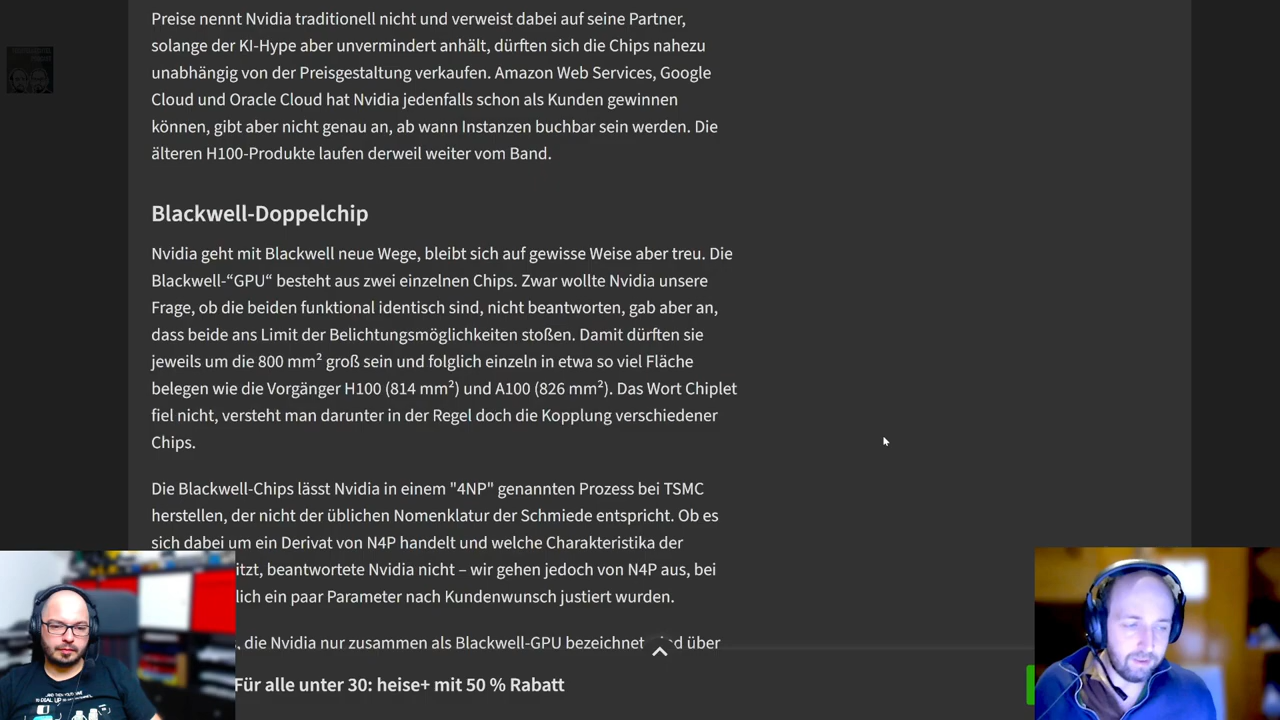 Preise nennt Nvidia traditionell nicht und verweist dabei auf seine Partner,
solange der KI-Hype aber unvermindert anhält, dürften sich die Chips nahezu
unabhängig von der Preisgestaltung verkaufen. Amazon Web Services, Google
Cloud und Oracle Cloud hat Nvidia jedenfalls schon als Kunden gewinnen
können, gibt aber nicht genau an, ab wann Instanzen buchbar sein werden. Die
älteren H100-Produkte laufen derweil weiter vom Band.
Blackwell-Doppelchip
Nvidia geht mit Blackwell neue Wege, bleibt sich auf gewisse Weise aber treu. Die
Blackwell-“GPU“ besteht aus zwei einzelnen Chips. Zwar wollte Nvidia unsere
Frage, ob die beiden funktional identisch sind, nicht beantworten, gab aber an,
dass beide ans Limit der Belichtungsmöglichkeiten stoßen. Damit dürften sie
jeweils um die 800 mm² groß sein und folglich einzeln in etwa so viel Fläche
belegen wie die Vorgänger H100 (814 mm²) und A100 (826 mm²). Das Wort Chiplet
fiel nicht, versteht man darunter in der Regel doch die Kopplung verschiedener
Chips.
Die Blackwell-Chips lässt Nvidia in einem "4NP" genannten Prozess bei TSMC
herstellen, der nicht der üblichen Nomenklatur der Schmiede entspricht. Ob es
sich dabei um ein Derivat von N4P handelt und welche Charakteristika der
itzt, beantwortete Nvidia nicht – wir gehen jedoch von N4P aus, bei
lich ein paar Parameter nach Kundenwunsch justiert wurden.
, die Nvidia nur zusammen als Blackwell-GPU bezeichnet, sind über
Für alle unter 30: heise+ mit 50 % Rabatt